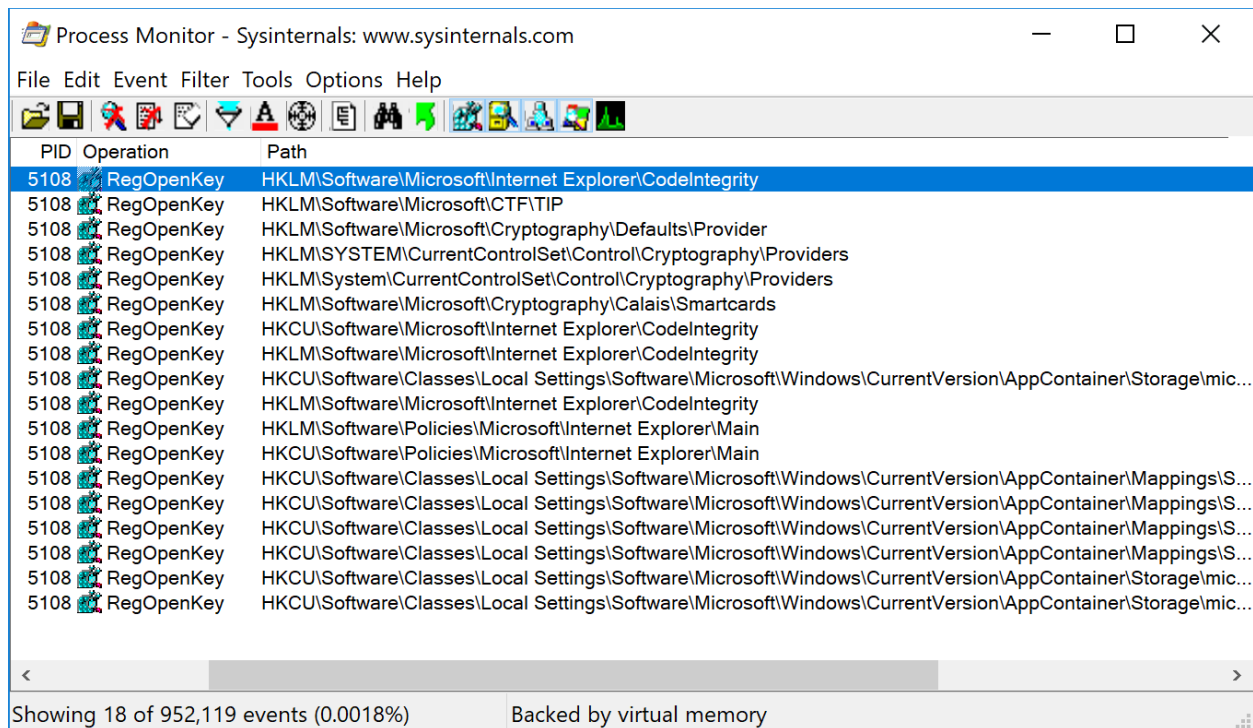 Process Monitor - Sysinternals: www.sysinternals.com
File Edit Event Filter Tools Options Help
PID Operation Path
5108 RegOpenKey HKLM\Software\Microsoft\Internet Explorer\CodeIntegrity
5108 RegOpenKey HKLM\Software\Microsoft\CTF\TIP
5108 RegOpenKey HKLM\Software\Microsoft\Cryptography\Defaults\Provider
5108 RegOpenKey HKLM\SYSTEM\CurrentControlSet\Control\Cryptography\Providers
5108 RegOpenKey HKLM\System\CurrentControlSet\Control\Cryptography\Providers
5108 RegOpenKey HKLM\Software\Microsoft\Cryptography\Calais\Smartcards
5108 RegOpenKey HKCU\Software\Microsoft\Internet Explorer\CodeIntegrity
5108 RegOpenKey HKLM\Software\Microsoft\Internet Explorer\CodeIntegrity
5108 RegOpenKey HKCU\Software\Classes\Local Settings\Software\Microsoft\Windows\CurrentVersion\AppContainer\Storage\mic...
5108 RegOpenKey HKLM\Software\Microsoft\Internet Explorer\CodeIntegrity
5108 RegOpenKey HKLM\Software\Policies\Microsoft\Internet Explorer\Main
5108 RegOpenKey HKCU\Software\Policies\Microsoft\Internet Explorer\Main
5108 RegOpenKey HKCU\Software\Classes\Local Settings\Software\Microsoft\Windows\CurrentVersion\AppContainer\Mappings\S...
5108 RegOpenKey HKCU\Software\Classes\Local Settings\Software\Microsoft\Windows\CurrentVersion\AppContainer\Mappings\S...
5108 RegOpenKey HKCU\Software\Classes\Local Settings\Software\Microsoft\Windows\CurrentVersion\AppContainer\Mappings\S...
5108 RegOpenKey HKCU\Software\Classes\Local Settings\Software\Microsoft\Windows\CurrentVersion\AppContainer\Mappings\S...
5108 RegOpenKey HKCU\Software\Classes\Local Settings\Software\Microsoft\Windows\CurrentVersion\AppContainer\Storage\mic...
5108 RegOpenKey HKCU\Software\Classes\Local Settings\Software\Microsoft\Windows\CurrentVersion\AppContainer\Storage\mic...
Showing 18 of 952,119 events (0.0018%) Backed by virtual memory